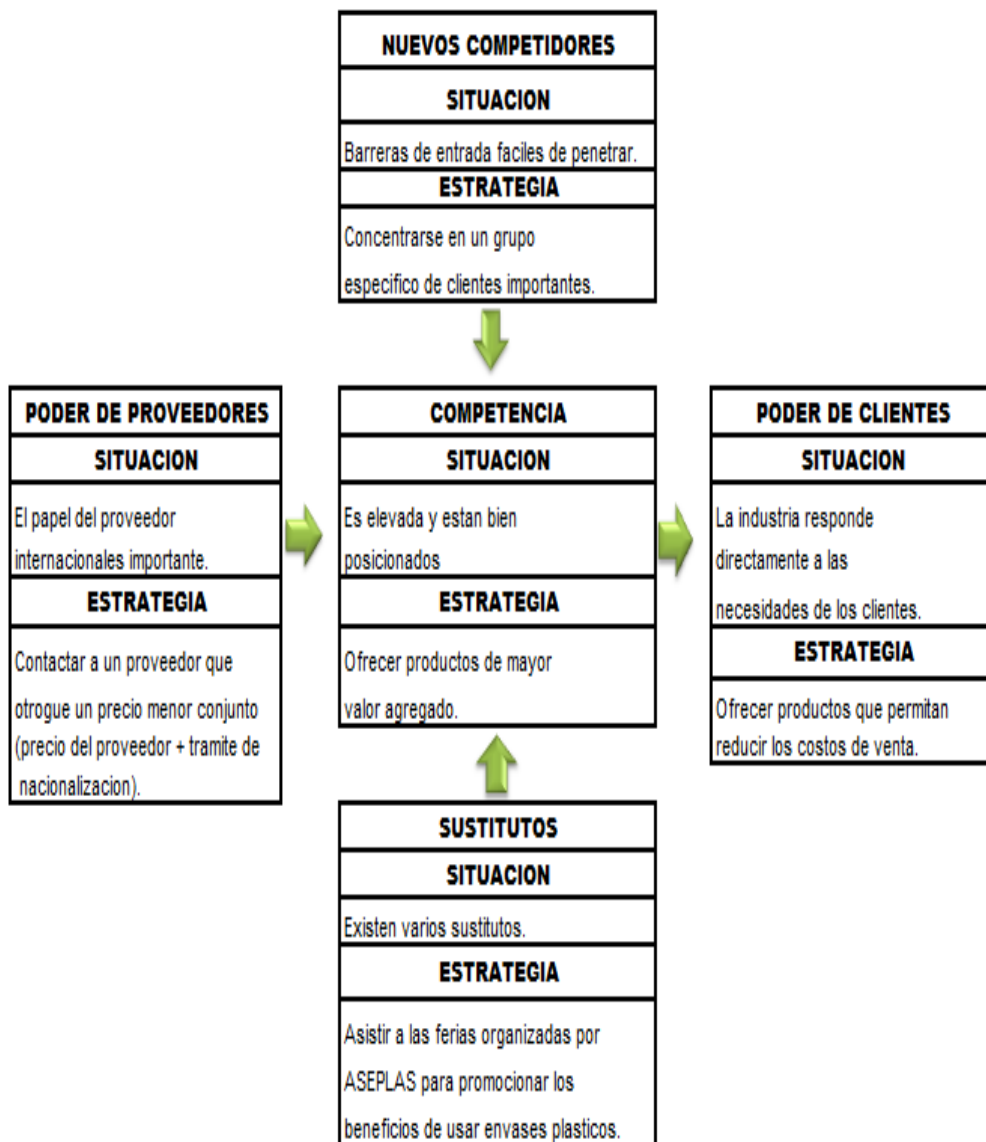 NUEVOS COMPETIDORES
SITUACION
Barreras de entrada faciles de penetrar.
ESTRATEGIA
Concentrarse en un grupo
especifico de clientes importantes.
PODER DE PROVEEDORES
SITUACION
El papel del proveedor
internacionales importante.
ESTRATEGIA
Contactar a un proveedor que
otrogue un precio menor conjunto
(precio del proveedor + tramite de
nacionalizacion).
COMPETENCIA
SITUACION
Es elevada y estan bien
posicionados
ESTRATEGIA
Ofrecer productos de mayor
valor agregado.
PODER DE CLIENTES
SITUACION
La industria responde
directamente a las
necesidades de los clientes.
ESTRATEGIA
Ofrecer productos que permitan
reducir los costos de venta.
SUSTITUTOS
SITUACION
Existen varios sustitutos.
ESTRATEGIA
Asistir a las ferias organizadas por
ASEPLAS para promocionar los
beneficios de usar envases plasticos.